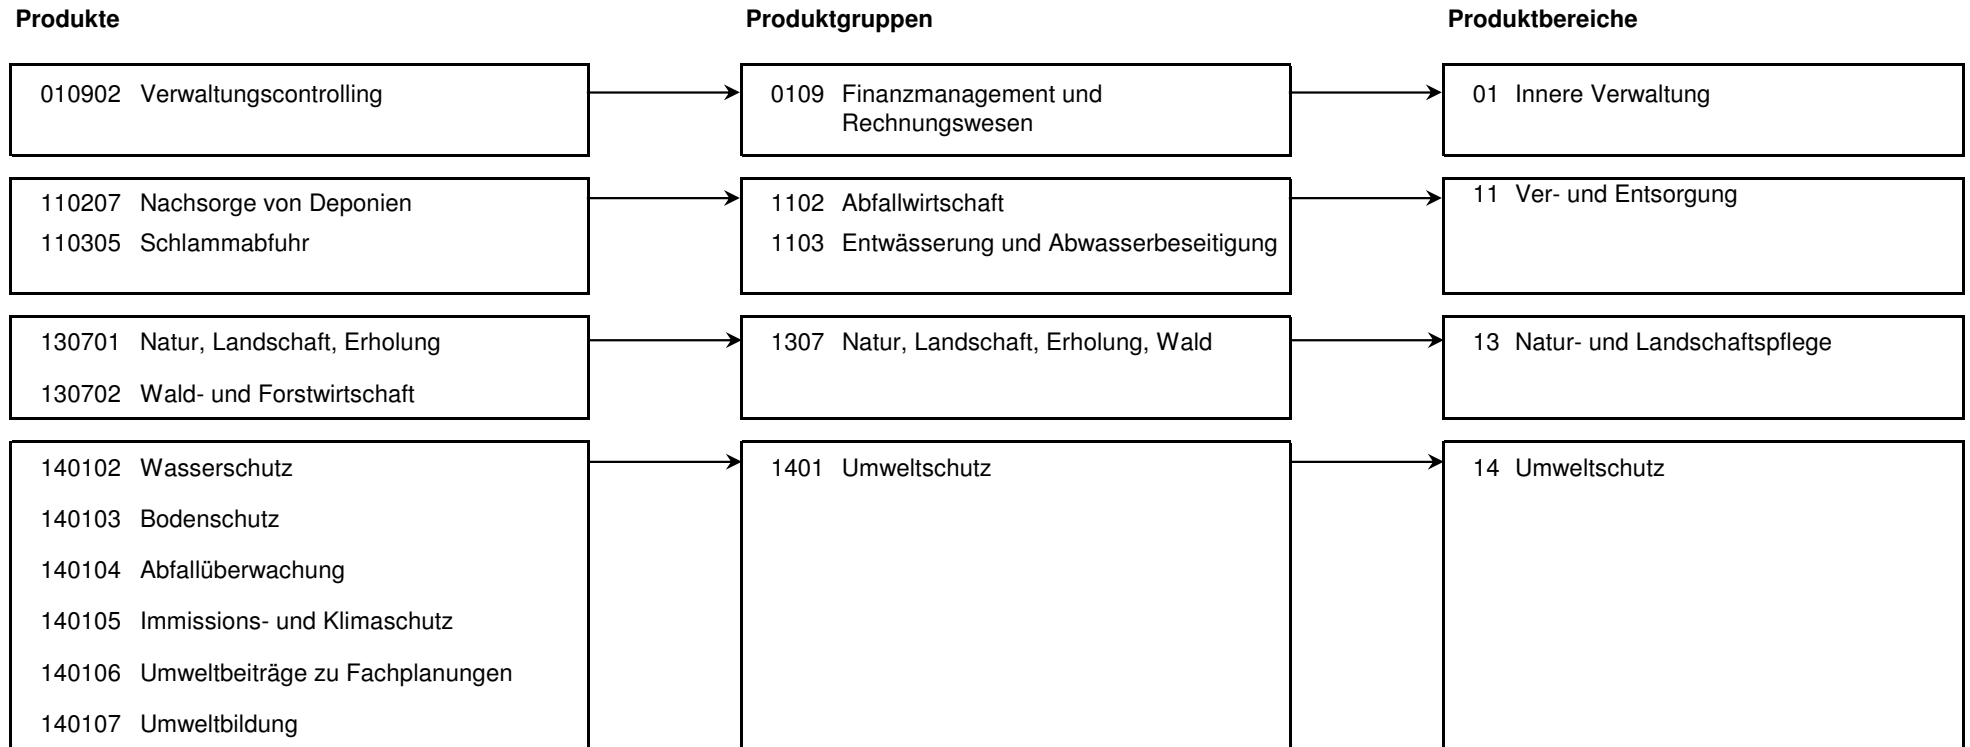 Produkte Produktgruppen Produktbereiche
010902 Verwaltungscontrolling 0109 Finanzmanagement und 01 Innere Verwaltung
Rechnungswesen
110207 Nachsorge von Deponien 1102 Abfallwirtschaft 11 Ver- und Entsorgung
110305 Schlammabfuhr 1103 Entwässerung und Abwasserbeseitigung
130701 Natur, Landschaft, Erholung 1307 Natur, Landschaft, Erholung, Wald 13 Natur- und Landschaftspflege
130702 Wald- und Forstwirtschaft
140102 Wasserschutz 1401 Umweltschutz 14 Umweltschutz
140103 Bodenschutz
140104 Abfallüberwachung
140105 Immissions- und Klimaschutz
140106 Umweltbeiträge zu Fachplanungen
140107 Umweltbildung